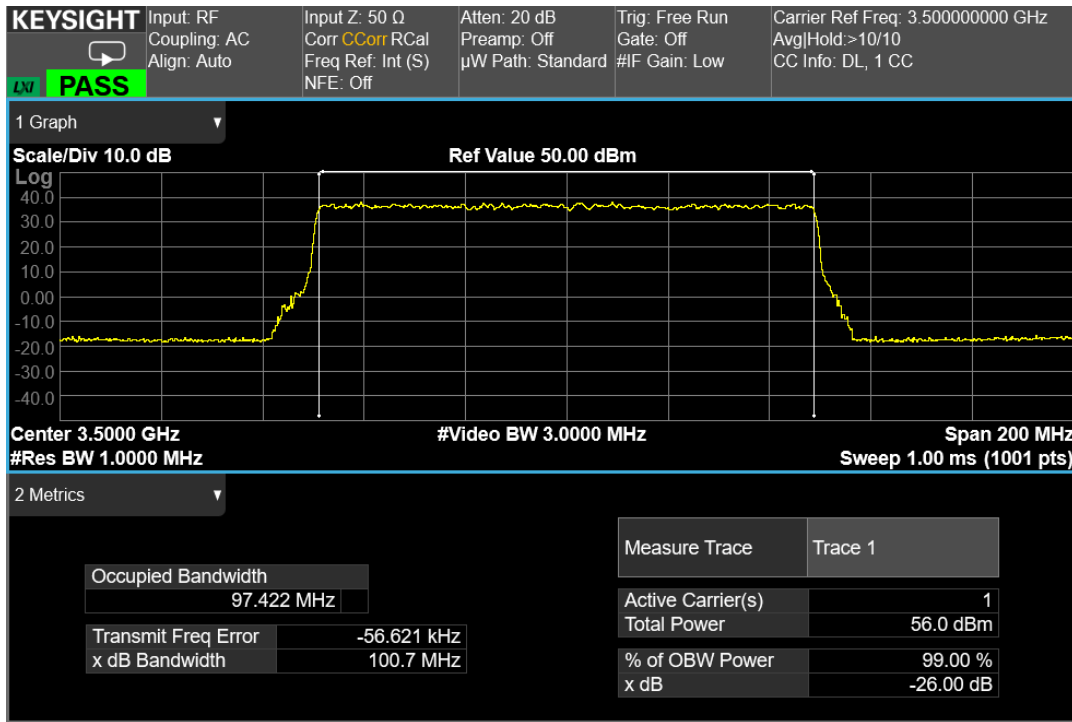 KEYSIGHT
LXI
PASS
Input: RF
Coupling: AC
Align: Auto
Input Z: 50 Ω
Corr CCorr RCal
Freq Ref: Int (S)
NFE: Off
Atten: 20 dB
Preamp: Off
µW Path: Standard
Trig: Free Run
Gate: Off
#IF Gain: Low
Carrier Ref Freq: 3.500000000 GHz
Avg|Hold:>10/10
CC Info: DL, 1 CC
1 Graph
Scale/Div 10.0 dB
Ref Value 50.00 dBm
Log
40.0
30.0
20.0
10.0
0.00
-10.0
-20.0
-30.0
-40.0
Center 3.5000 GHz
#Video BW 3.0000 MHz
Span 200 MHz
#Res BW 1.0000 MHz
Sweep 1.00 ms (1001 pts)
2 Metrics
Occupied Bandwidth
97.422 MHz
Transmit Freq Error -56.621 kHz
x dB Bandwidth 100.7 MHz
Measure Trace Trace 1
Active Carrier(s) 1
Total Power 56.0 dBm
% of OBW Power 99.00 %
x dB -26.00 dB